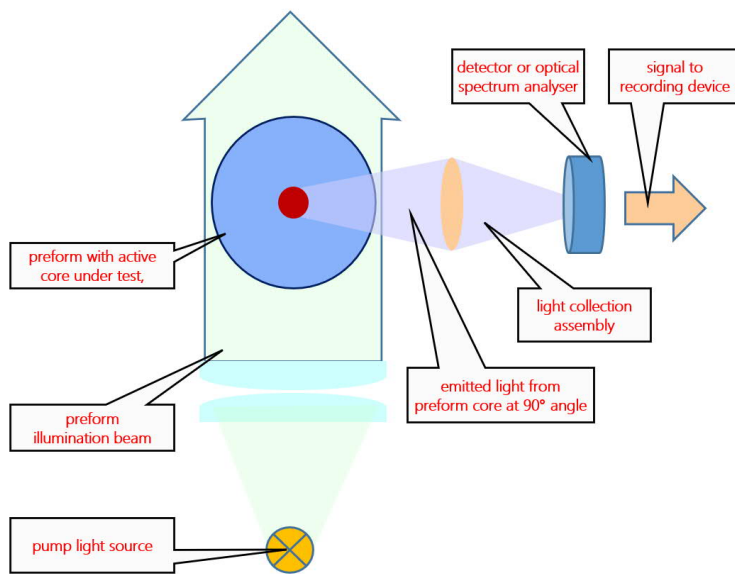 detector or optical
spectrum analyser
signal to
recording device
preform with active
core under test,
light collection
assembly
emitted light from
preform core at 90° angle
preform
illumination beam
pump light source